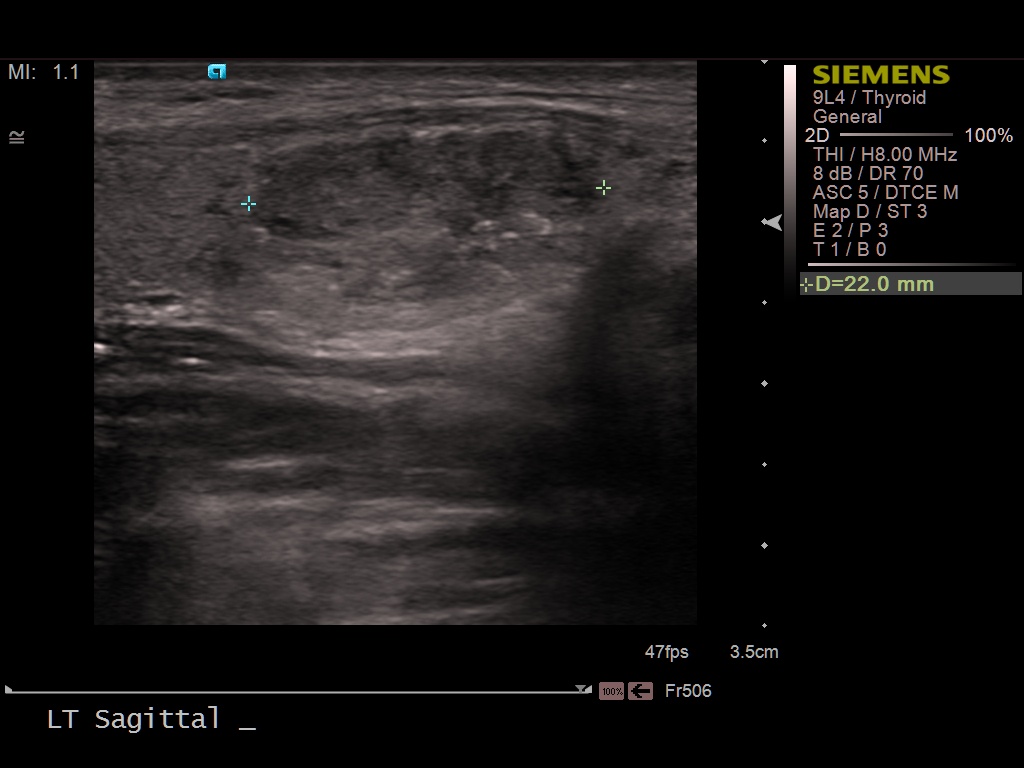 MI: 1.1
SIEMENS
9L4 / Thyroid
General
2D 100%
THI / H8.00 MHz
8 dB / DR 70
ASC 5 / DTCE M
Map D / ST 3
E 2 / P 3
T 1 / B 0
D=22.0 mm
47fps 3.5cm
100% Fr506
LT Sagittal _